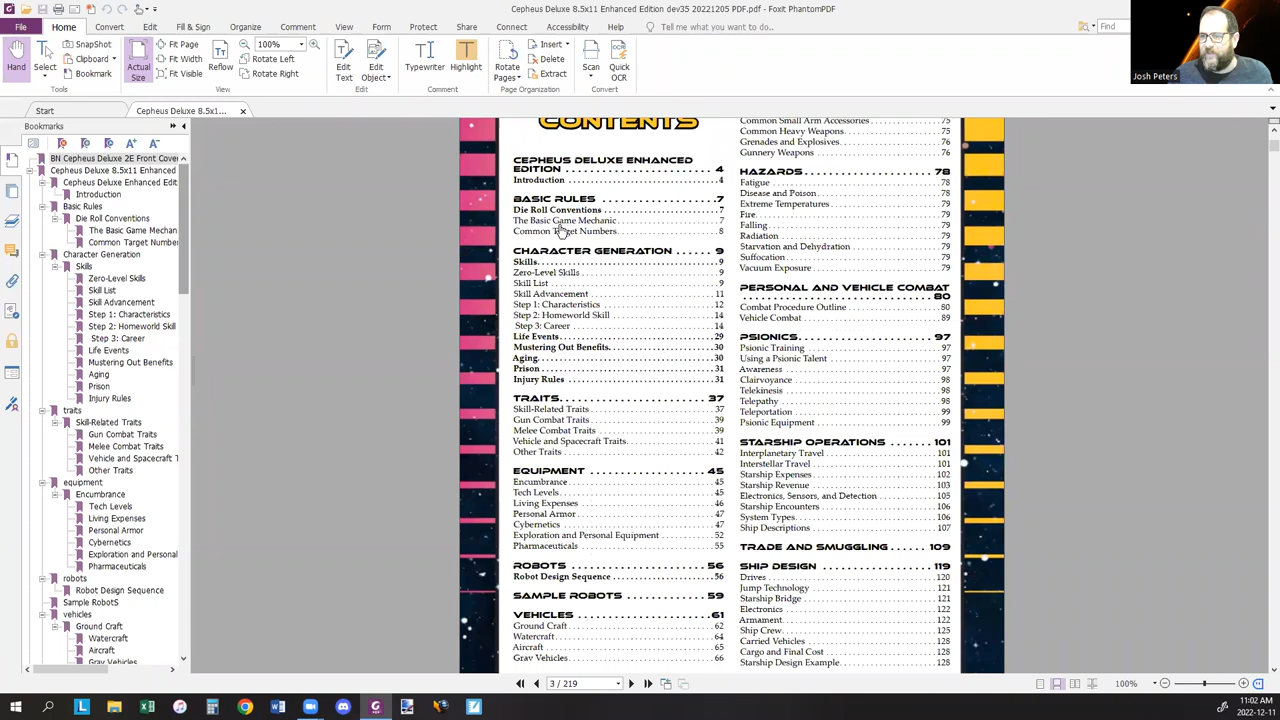 Cepheus Deluxe 8.5x11 Enhanced Edition dev35 20221205 PDF.pdf - Foxit PhantomPDF
File Home Convert Edit Fill & Sign Organize Comment View Form Protect Share Connect Accessibility Help Tell me what you want to do... Find
Hand Select SnapShot Clipboard Bookmark
Actual Size Fit Page Fit Width Fit Visible Reflow 100% Rotate Left Rotate Right
Edit Text Edit Object Typewriter Highlight Rotate Pages Insert Delete Extract Scan Quick OCR
Tools View Edit Comment Page Organization Convert
Josh Peters
Start Cepheus Deluxe 8.5x11...
Bookmarks
BN Cepheus Deluxe 2E Front Cover
Cepheus Deluxe 8.5x11 Enhanced
Cepheus Deluxe Enhanced Edit
Introduction
Basic Rules
Die Roll Conventions
The Basic Game Mechan
Common Target Number
Character Generation
Skills
Zero-Level Skills
Skill List
Skill Advancement
Step 1: Characteristics
Step 2: Homeworld Skill
Step 3: Career
Life Events
Mustering Out Benefits
Aging
Prison
Injury Rules
traits
Skill-Related Traits
Gun Combat Traits
Melee Combat Traits
Vehicle and Spacecraft T
Other Traits
equipment
Encumbrance
Tech Levels
Living Expenses
Personal Armor
Cybernetics
Exploration and Personal
Pharmaceuticals
robots
Robot Design Sequence
Sample RobotS
vehicles
Ground Craft
Watercraft
Aircraft
Grav Vehicles
CONTENTS
CEPHEUS DELUXE ENHANCED
EDITION . . . . . 4
Introduction . . . . . 4
BASIC RULES . . . . . 7
Die Roll Conventions . . . . . 7
The Basic Game Mechanic . . . . . 7
Common Target Numbers . . . . . 8
CHARACTER GENERATION . . . . . 9
Skills . . . . . 9
Zero-Level Skills . . . . . 9
Skill List . . . . . 9
Skill Advancement . . . . . 11
Step 1: Characteristics . . . . . 12
Step 2: Homeworld Skill . . . . . 14
Step 3: Career . . . . . 14
Life Events . . . . . 29
Mustering Out Benefits . . . . . 30
Aging . . . . . 30
Prison . . . . . 31
Injury Rules . . . . . 31
TRAITS . . . . . 37
Skill-Related Traits . . . . . 37
Gun Combat Traits . . . . . 39
Melee Combat Traits . . . . . 39
Vehicle and Spacecraft Traits . . . . . 41
Other Traits . . . . . 42
EQUIPMENT . . . . . 45
Encumbrance . . . . . 45
Tech Levels . . . . . 45
Living Expenses . . . . . 46
Personal Armor . . . . . 47
Cybernetics . . . . . 47
Exploration and Personal Equipment . . . . . 52
Pharmaceuticals . . . . . 55
ROBOTS . . . . . 56
Robot Design Sequence . . . . . 56
SAMPLE ROBOTS . . . . . 59
VEHICLES . . . . . 61
Ground Craft . . . . . 62
Watercraft . . . . . 64
Aircraft . . . . . 65
Grav Vehicles . . . . . 66
Common Small Arm Accessories . . . . . 75
Common Heavy Weapons . . . . . 75
Grenades and Explosives . . . . . 76
Gunnery Weapons . . . . . 76
HAZARDS . . . . . 78
Fatigue . . . . . 78
Disease and Poison . . . . . 78
Extreme Temperatures . . . . . 79
Fire . . . . . 79
Falling . . . . . 79
Radiation . . . . . 79
Starvation and Dehydration . . . . . 79
Suffocation . . . . . 79
Vacuum Exposure . . . . . 79
PERSONAL AND VEHICLE COMBAT
. . . . . 80
Combat Procedure Outline . . . . . 80
Vehicle Combat . . . . . 89
PSIONICS . . . . . 97
Psionic Training . . . . . 97
Using a Psionic Talent . . . . . 97
Awareness . . . . . 97
Clairvoyance . . . . . 98
Telekinesis . . . . . 98
Telepathy . . . . . 98
Teleportation . . . . . 99
Psionic Equipment . . . . . 99
STARSHIP OPERATIONS . . . . . 101
Interplanetary Travel . . . . . 101
Interstellar Travel . . . . . 101
Starship Expenses . . . . . 102
Starship Revenue . . . . . 103
Electronics, Sensors, and Detection . . . . . 105
Starship Encounters . . . . . 106
System Types . . . . . 106
Ship Descriptions . . . . . 107
TRADE AND SMUGGLING . . . . . 109
SHIP DESIGN . . . . . 119
Drives . . . . . 120
Jump Technology . . . . . 121
Starship Bridge . . . . . 121
Electronics . . . . . 122
Armament . . . . . 122
Ship Crew . . . . . 125
Carried Vehicles . . . . . 128
Cargo and Final Cost . . . . . 128
Starship Design Example . . . . . 128
3 / 219
100%
11:02 AM
2022-12-11